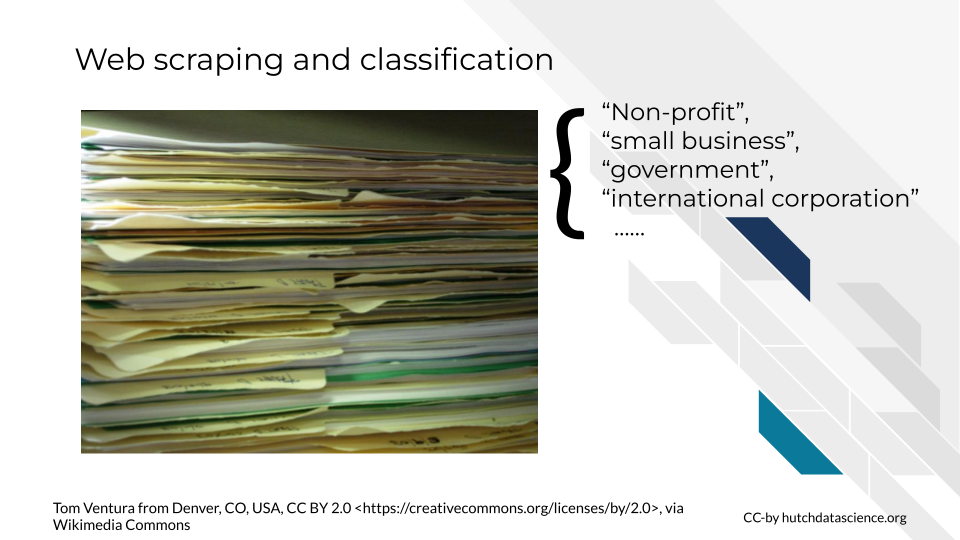 Web scraping and classification
{
“Non-profit”,
“small business”,
“government”,
“international corporation”
......
Tom Ventura from Denver, CO, USA, CC BY 2.0 <https://creativecommons.org/licenses/by/2.0>, via
Wikimedia Commons
CC-by hutchdatascience.org